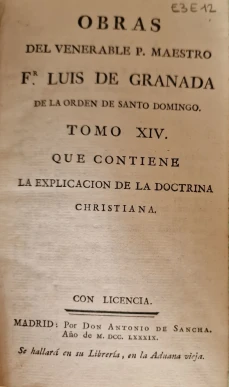 E3E12
OBRAS
DEL VENERABLE P. MAESTRO
F.R LUIS DE GRANADA
DE LA ORDEN DE SANTO DOMINGO.
TOMO XIV.
QUE CONTIENE
LA EXPLICACION DE LA DOCTRINA
CHRISTIANA.
CON LICENCIA.
MADRID: Por DON ANTONIO DE SANCHA.
Año de M. DCC. LXXXIX.
Se hallará en su Librería, en la Aduana vieja.